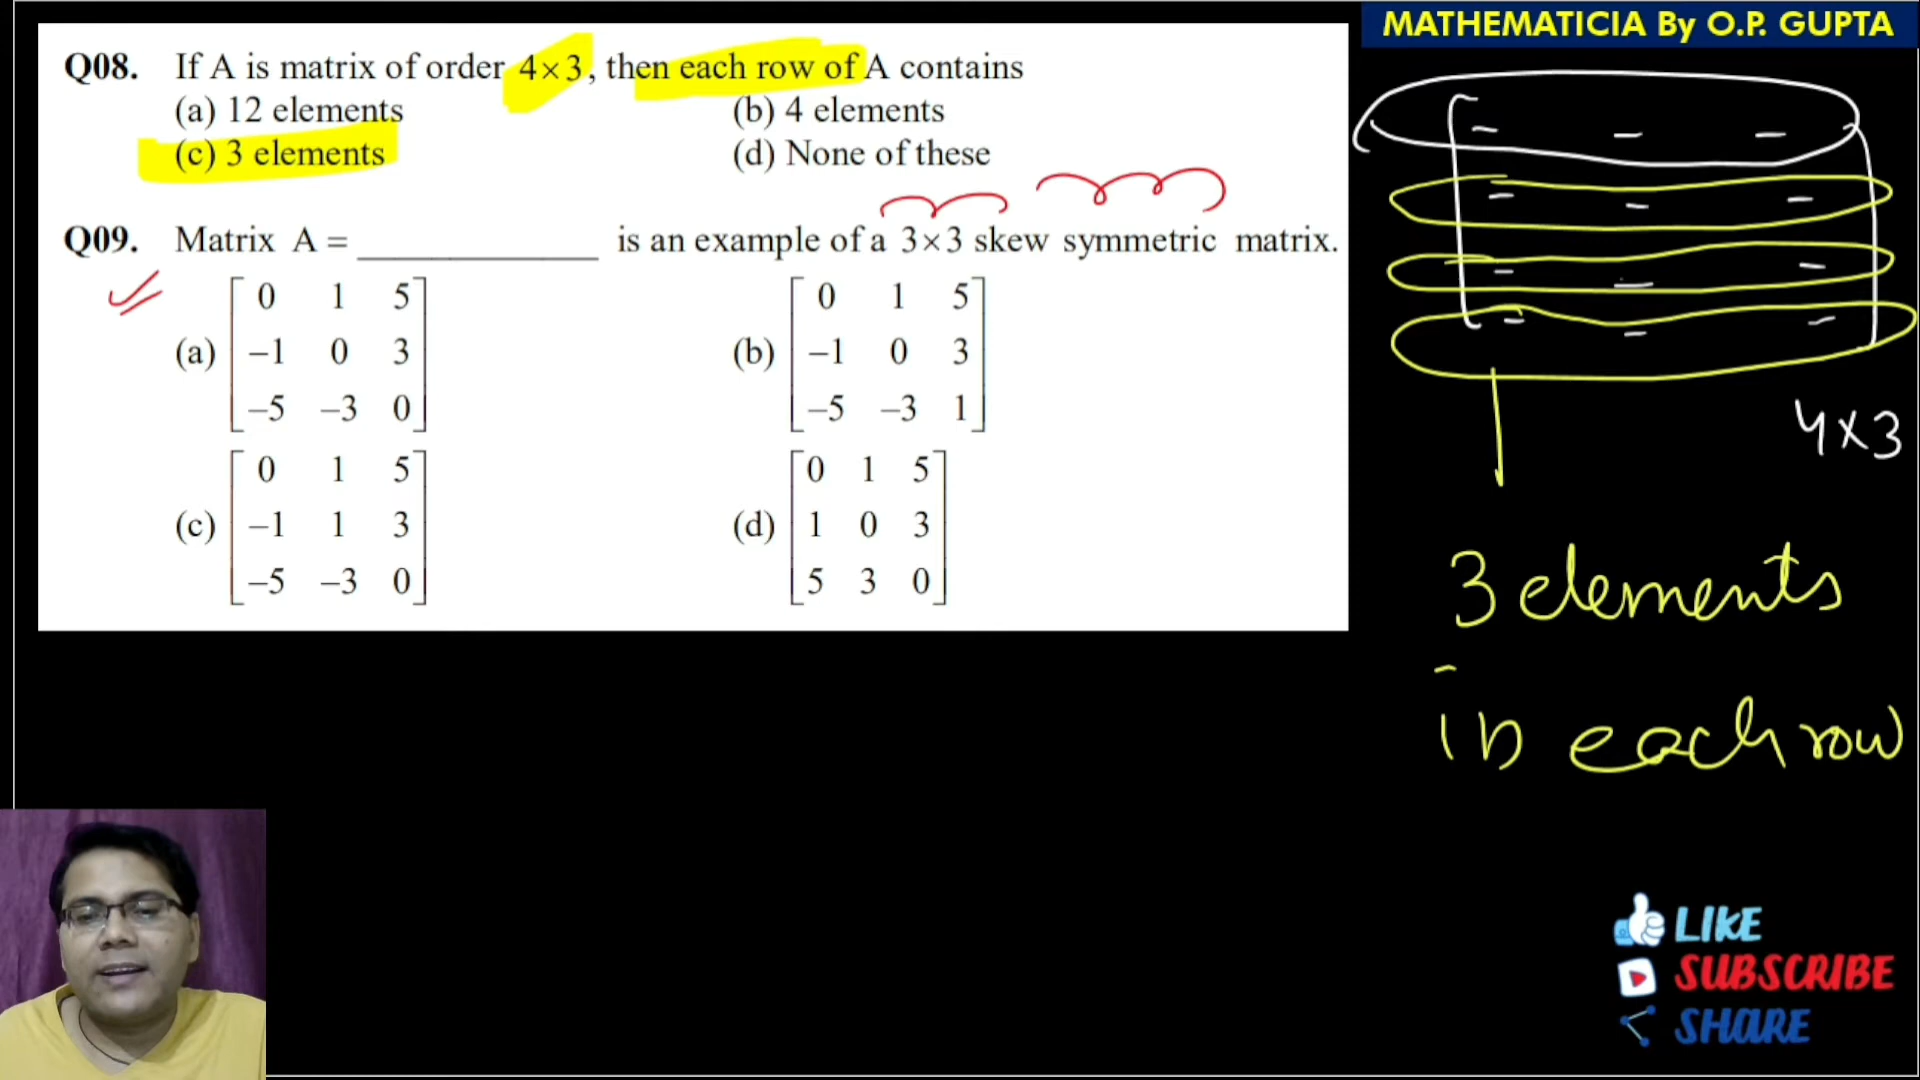 MATHEMATICIA By O.P. GUPTA
Q08. If A is matrix of order 4×3, then each row of A contains
(a) 12 elements (b) 4 elements
(c) 3 elements (d) None of these
Q09. Matrix A = ____________ is an example of a 3×3 skew symmetric matrix.
(a) [0 1 5
−1 0 3
−5 −3 0]
(b) [0 1 5
−1 0 3
−5 −3 1]
(c) [0 1 5
−1 1 3
−5 −3 0]
(d) [0 1 5
1 0 3
5 3 0]
4×3
3 elements
in each row
LIKE
SUBSCRIBE
SHARE